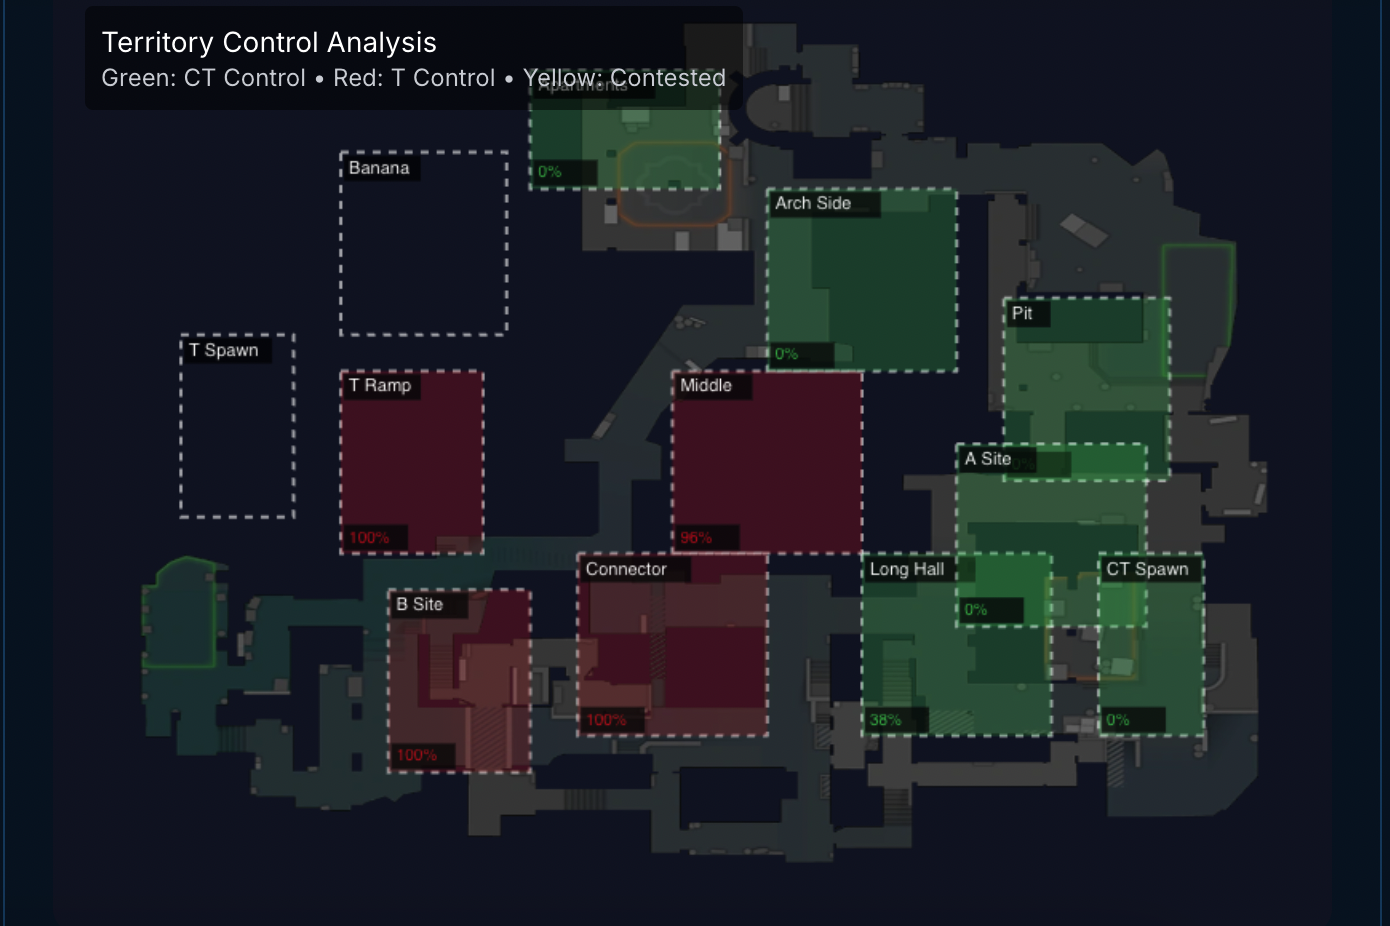 Territory Control Analysis
Green: CT Control • Red: T Control • Yellow: Contested
Apartments
0%
Banana
Arch Side
0%
Pit
0%
T Spawn
T Ramp
100%
Middle
96%
A Site
0%
B Site
100%
Connector
100%
Long Hall
38%
CT Spawn
0%